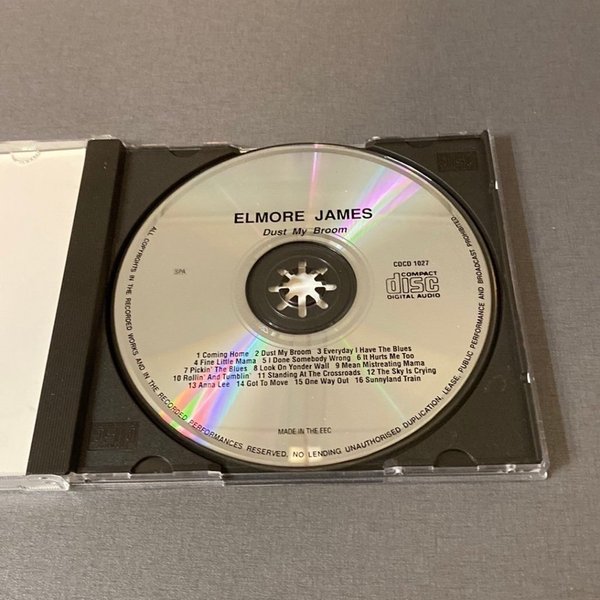 ELMORE JAMES
Dust My Broom
SPA
CDCD 1027
COMPACT
disc
DIGITAL AUDIO
1 Coming Home 2 Dust My Broom 3 Everyday I Have The Blues
4 Fine Little Mama 5 I Done Somebody Wrong 6 It Hurts Me Too
7 Pickin' The Blues 8 Look On Yonder Wall 9 Mean Mistreating Mama
10 Rollin' And Tumblin' 11 Standing At The Crossroads 12 The Sky Is Crying
13 Anna Lee 14 Got To Move 15 One Way Out 16 Sunnyland Train
MADE IN THE EEC
ALL COPYRIGHTS IN THE RECORDED WORKS AND IN THE RECORDED PERFORMANCES RESERVED, NO LENDING UNAUTHORISED DUPLICATION, LEASE, PUBLIC PERFORMANCE AND BROADCAST PROHIBITED